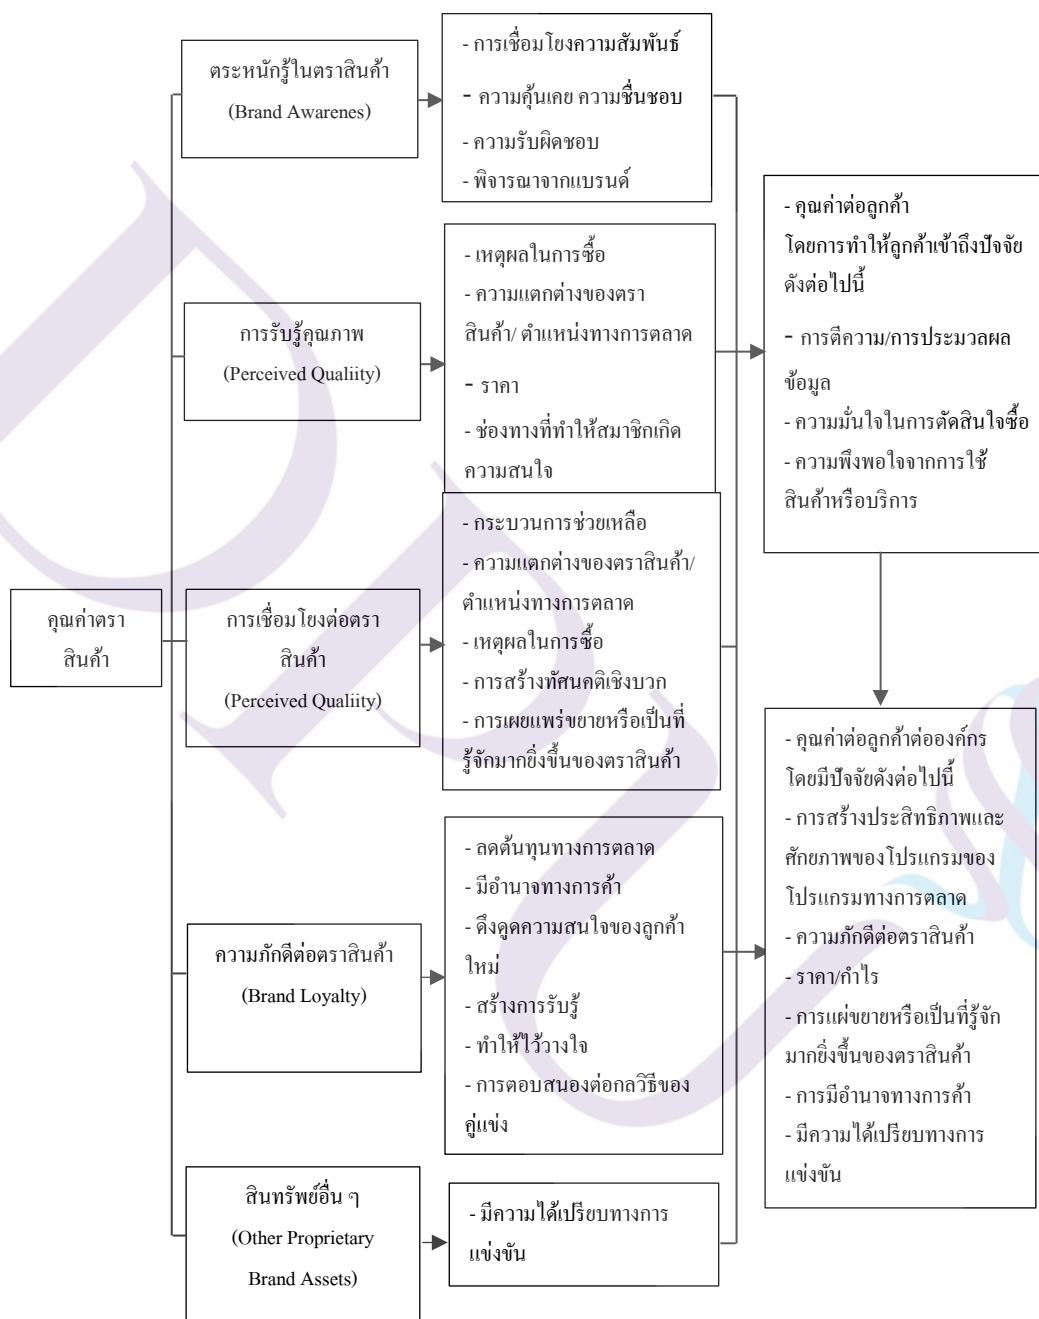 คุณค่าตรา
สินค้า
ตระหนักรู้ในตราสินค้า
(Brand Awarenes)
- การเชื่อมโยงความสัมพันธ์
- ความคุ้นเคย ความชื่นชอบ
- ความรับผิดชอบ
- พิจารณาจากแบรนด์
การรับรู้คุณภาพ
(Perceived Qualiity)
- เหตุผลในการซื้อ
- ความแตกต่างของตรา
สินค้า/ ตำแหน่งทางการตลาด
- ราคา
- ช่องทางที่ทำให้สมาชิกเกิด
ความสนใจ
การเชื่อมโยงต่อตรา
สินค้า
(Perceived Qualiity)
- กระบวนการช่วยเหลือ
- ความแตกต่างของตราสินค้า/
ตำแหน่งทางการตลาด
- เหตุผลในการซื้อ
- การสร้างทัศนคติเชิงบวก
- การเผยแพร่ขยายหรือเป็นที่
รู้จักมากยิ่งขึ้นของตราสินค้า
ความภักดีต่อตราสินค้า
(Brand Loyalty)
- ลดต้นทุนทางการตลาด
- มีอำนาจทางการค้า
- ดึงดูดความสนใจของลูกค้า
ใหม่
- สร้างการรับรู้
- ทำให้ไว้วางใจ
- การตอบสนองต่อกลวิธีของ
คู่แข่ง
สินทรัพย์อื่น ๆ
(Other Proprietary
Brand Assets)
- มีความได้เปรียบทางการ
แข่งขัน
- คุณค่าต่อลูกค้า
โดยการทำให้ลูกค้าเข้าถึงปัจจัย
ดังต่อไปนี้
- การตีความ/การประมวลผล
ข้อมูล
- ความมั่นใจในการตัดสินใจซื้อ
- ความพึงพอใจจากการใช้
สินค้าหรือบริการ
- คุณค่าต่อลูกค้าต่อองค์กร
โดยมีปัจจัยดังต่อไปนี้
- การสร้างประสิทธิภาพและ
ศักยภาพของโปรแกรมของ
โปรแกรมทางการตลาด
- ความภักดีต่อตราสินค้า
- ราคา/กำไร
- การแผ่ขยายหรือเป็นที่รู้จัก
มากยิ่งขึ้นของตราสินค้า
- การมีอำนาจทางการค้า
- มีความได้เปรียบทางการ
แข่งขัน
DPU